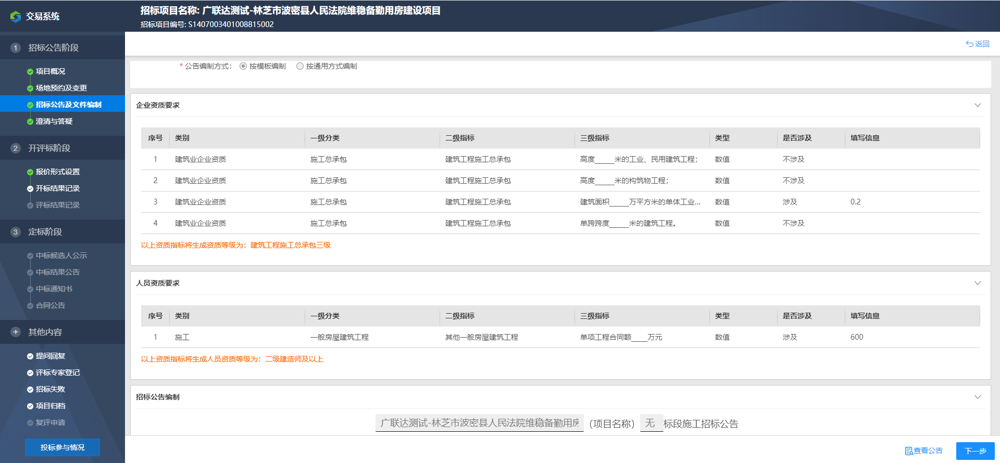 交易系统
招标项目名称: 广联达测试-林芝市波密县人民法院维稳备勤用房建设项目
招标项目编号: S1407003401008815002
1 招标公告阶段
项目概况
场地预约及变更
招标公告及文件编制
澄清与答疑
2 开评标阶段
报价形式设置
开标结果记录
评标结果记录
3 定标阶段
中标候选人公示
中标结果公告
中标通知书
合同公告
其他内容
提问回复
评标专家登记
招标失败
项目归档
复评申请
投标参与情况
返回
* 公告编制方式: 按模板编制 按通用方式编制
企业资质要求
序号 类别 一级分类 二级指标 三级指标 类型 是否涉及 填写信息
1 建筑业企业资质 施工总承包 建筑工程施工总承包 高度______米的工业、民用建筑工程； 数值 不涉及
2 建筑业企业资质 施工总承包 建筑工程施工总承包 高度______米的构筑物工程； 数值 不涉及
3 建筑业企业资质 施工总承包 建筑工程施工总承包 建筑面积______万平方米的单体工业... 数值 涉及 0.2
4 建筑业企业资质 施工总承包 建筑工程施工总承包 单跨跨度______米的建筑工程。 数值 不涉及
以上资质指标将生成资质等级为：建筑工程施工总承包三级
人员资质要求
序号 类别 一级分类 二级指标 三级指标 类型 是否涉及 填写信息
1 施工 一般房屋建筑工程 其他一般房屋建筑工程 单项工程合同额_____万元 数值 涉及 600
以上资质指标将生成人员资质等级为：二级建造师及以上
招标公告编制
广联达测试-林芝市波密县人民法院维稳备勤用房 （项目名称） 无 标段施工招标公告
查看公告 下一步